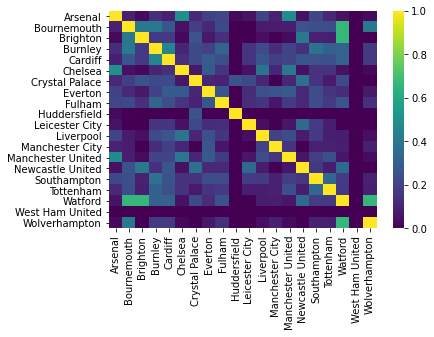 Arsenal
Bournemouth
Brighton
Burnley
Cardiff
Chelsea
Crystal Palace
Everton
Fulham
Huddersfield
Leicester City
Liverpool
Manchester City
Manchester United
Newcastle United
Southampton
Tottenham
Watford
West Ham United
Wolverhampton
Arsenal
Bournemouth
Brighton
Burnley
Cardiff
Chelsea
Crystal Palace
Everton
Fulham
Huddersfield
Leicester City
Liverpool
Manchester City
Manchester United
Newcastle United
Southampton
Tottenham
Watford
West Ham United
Wolverhampton
1.0
0.8
0.6
0.4
0.2
0.0